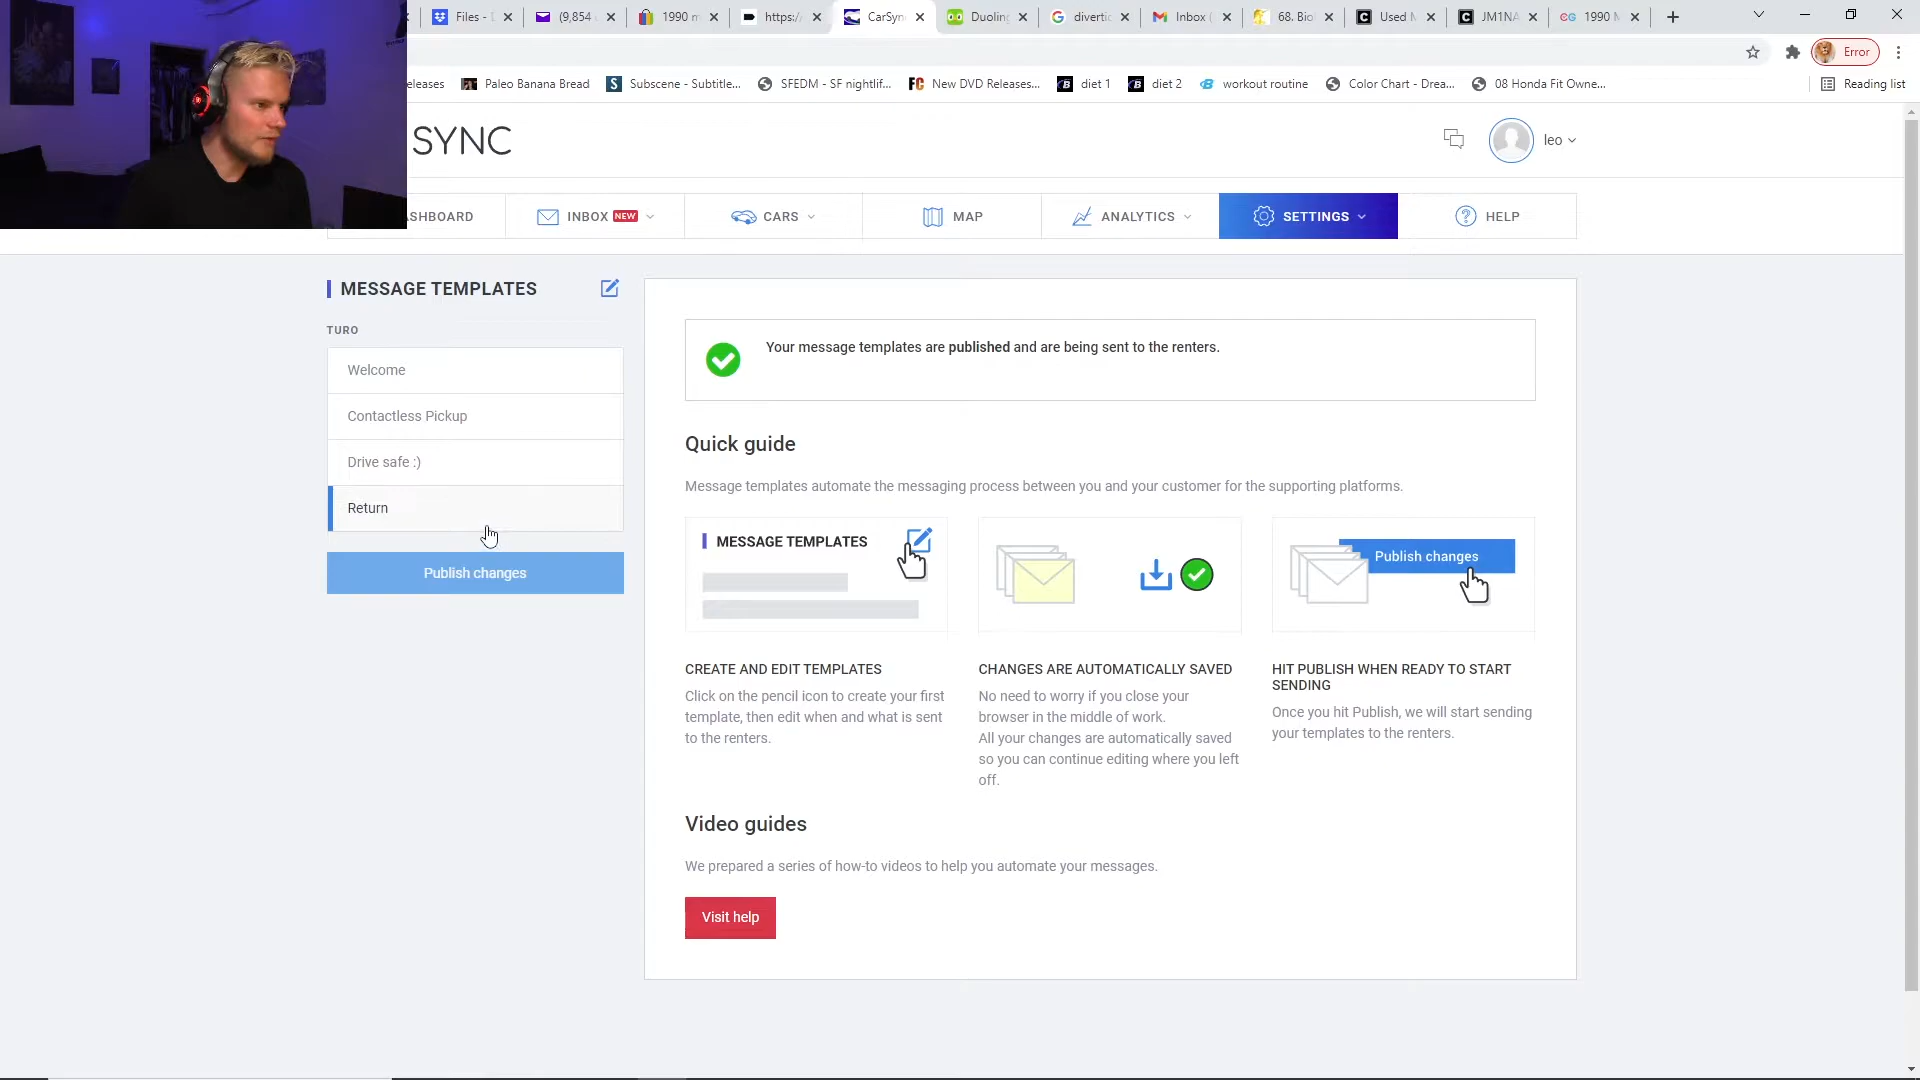 Files - D
(9,854
1990 m
https:/
CarSyn
Duoling
divertic
Inbox (
68. Bio
Used M
JM1NA
1990 M
Error
eleases
Paleo Banana Bread
Subscene - Subtitle...
SFEDM - SF nightlif...
New DVD Releases...
diet 1
diet 2
workout routine
Color Chart - Drea...
08 Honda Fit Owne...
Reading list
SYNC
leo
ASHBOARD
INBOX NEW
CARS
MAP
ANALYTICS
SETTINGS
HELP
MESSAGE TEMPLATES
TURO
Welcome
Contactless Pickup
Drive safe :)
Return
Publish changes
Your message templates are published and are being sent to the renters.
Quick guide
Message templates automate the messaging process between you and your customer for the supporting platforms.
MESSAGE TEMPLATES
Publish changes
CREATE AND EDIT TEMPLATES
Click on the pencil icon to create your first
template, then edit when and what is sent
to the renters.
CHANGES ARE AUTOMATICALLY SAVED
No need to worry if you close your
browser in the middle of work.
All your changes are automatically saved
so you can continue editing where you left
off.
HIT PUBLISH WHEN READY TO START
SENDING
Once you hit Publish, we will start sending
your templates to the renters.
Video guides
We prepared a series of how-to videos to help you automate your messages.
Visit help